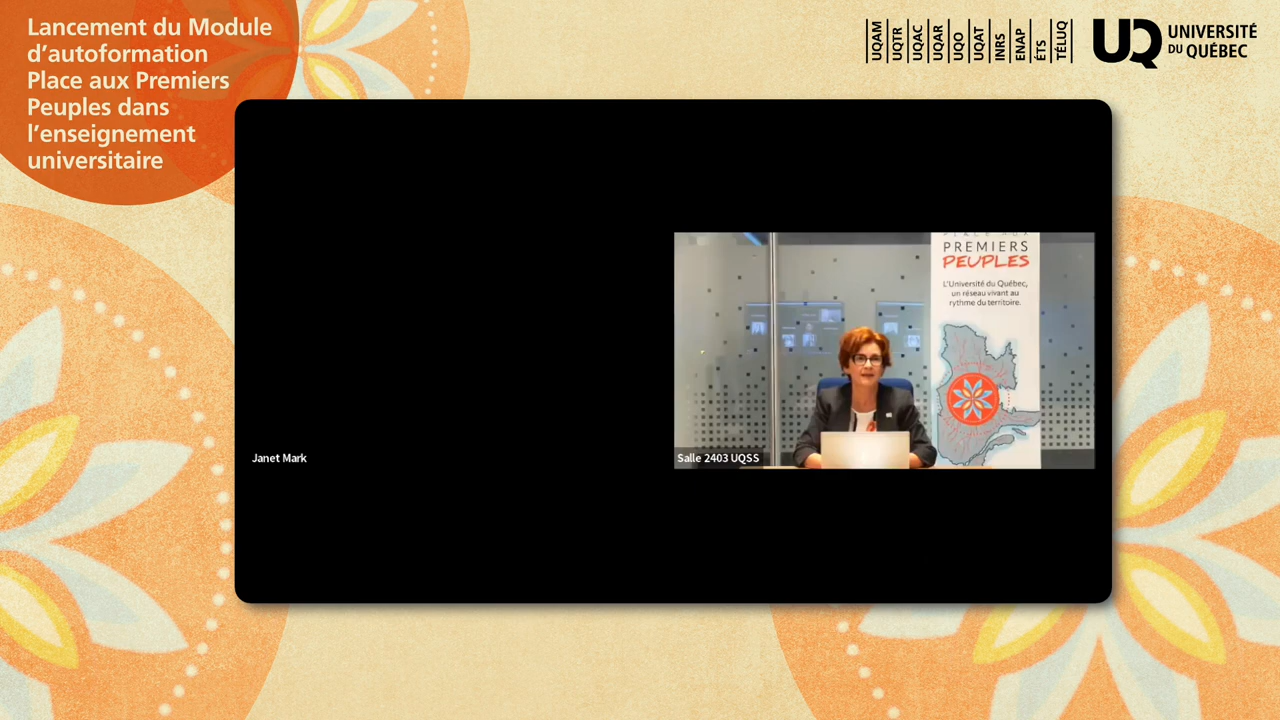 Lancement du Module
d’autoformation
Place aux Premiers
Peuples dans
l’enseignement
universitaire
UQAM
UQTR
UQAC
UQAR
UQO
UQAT
INRS
ENAP
ÉTS
TÉLUQ
UQ
UNIVERSITÉ
DU QUÉBEC
PREMIERS
PEUPLES
L'Université du Québec,
un réseau vivant au
rythme du territoire.
Janet Mark
Salle 2403 UQSS